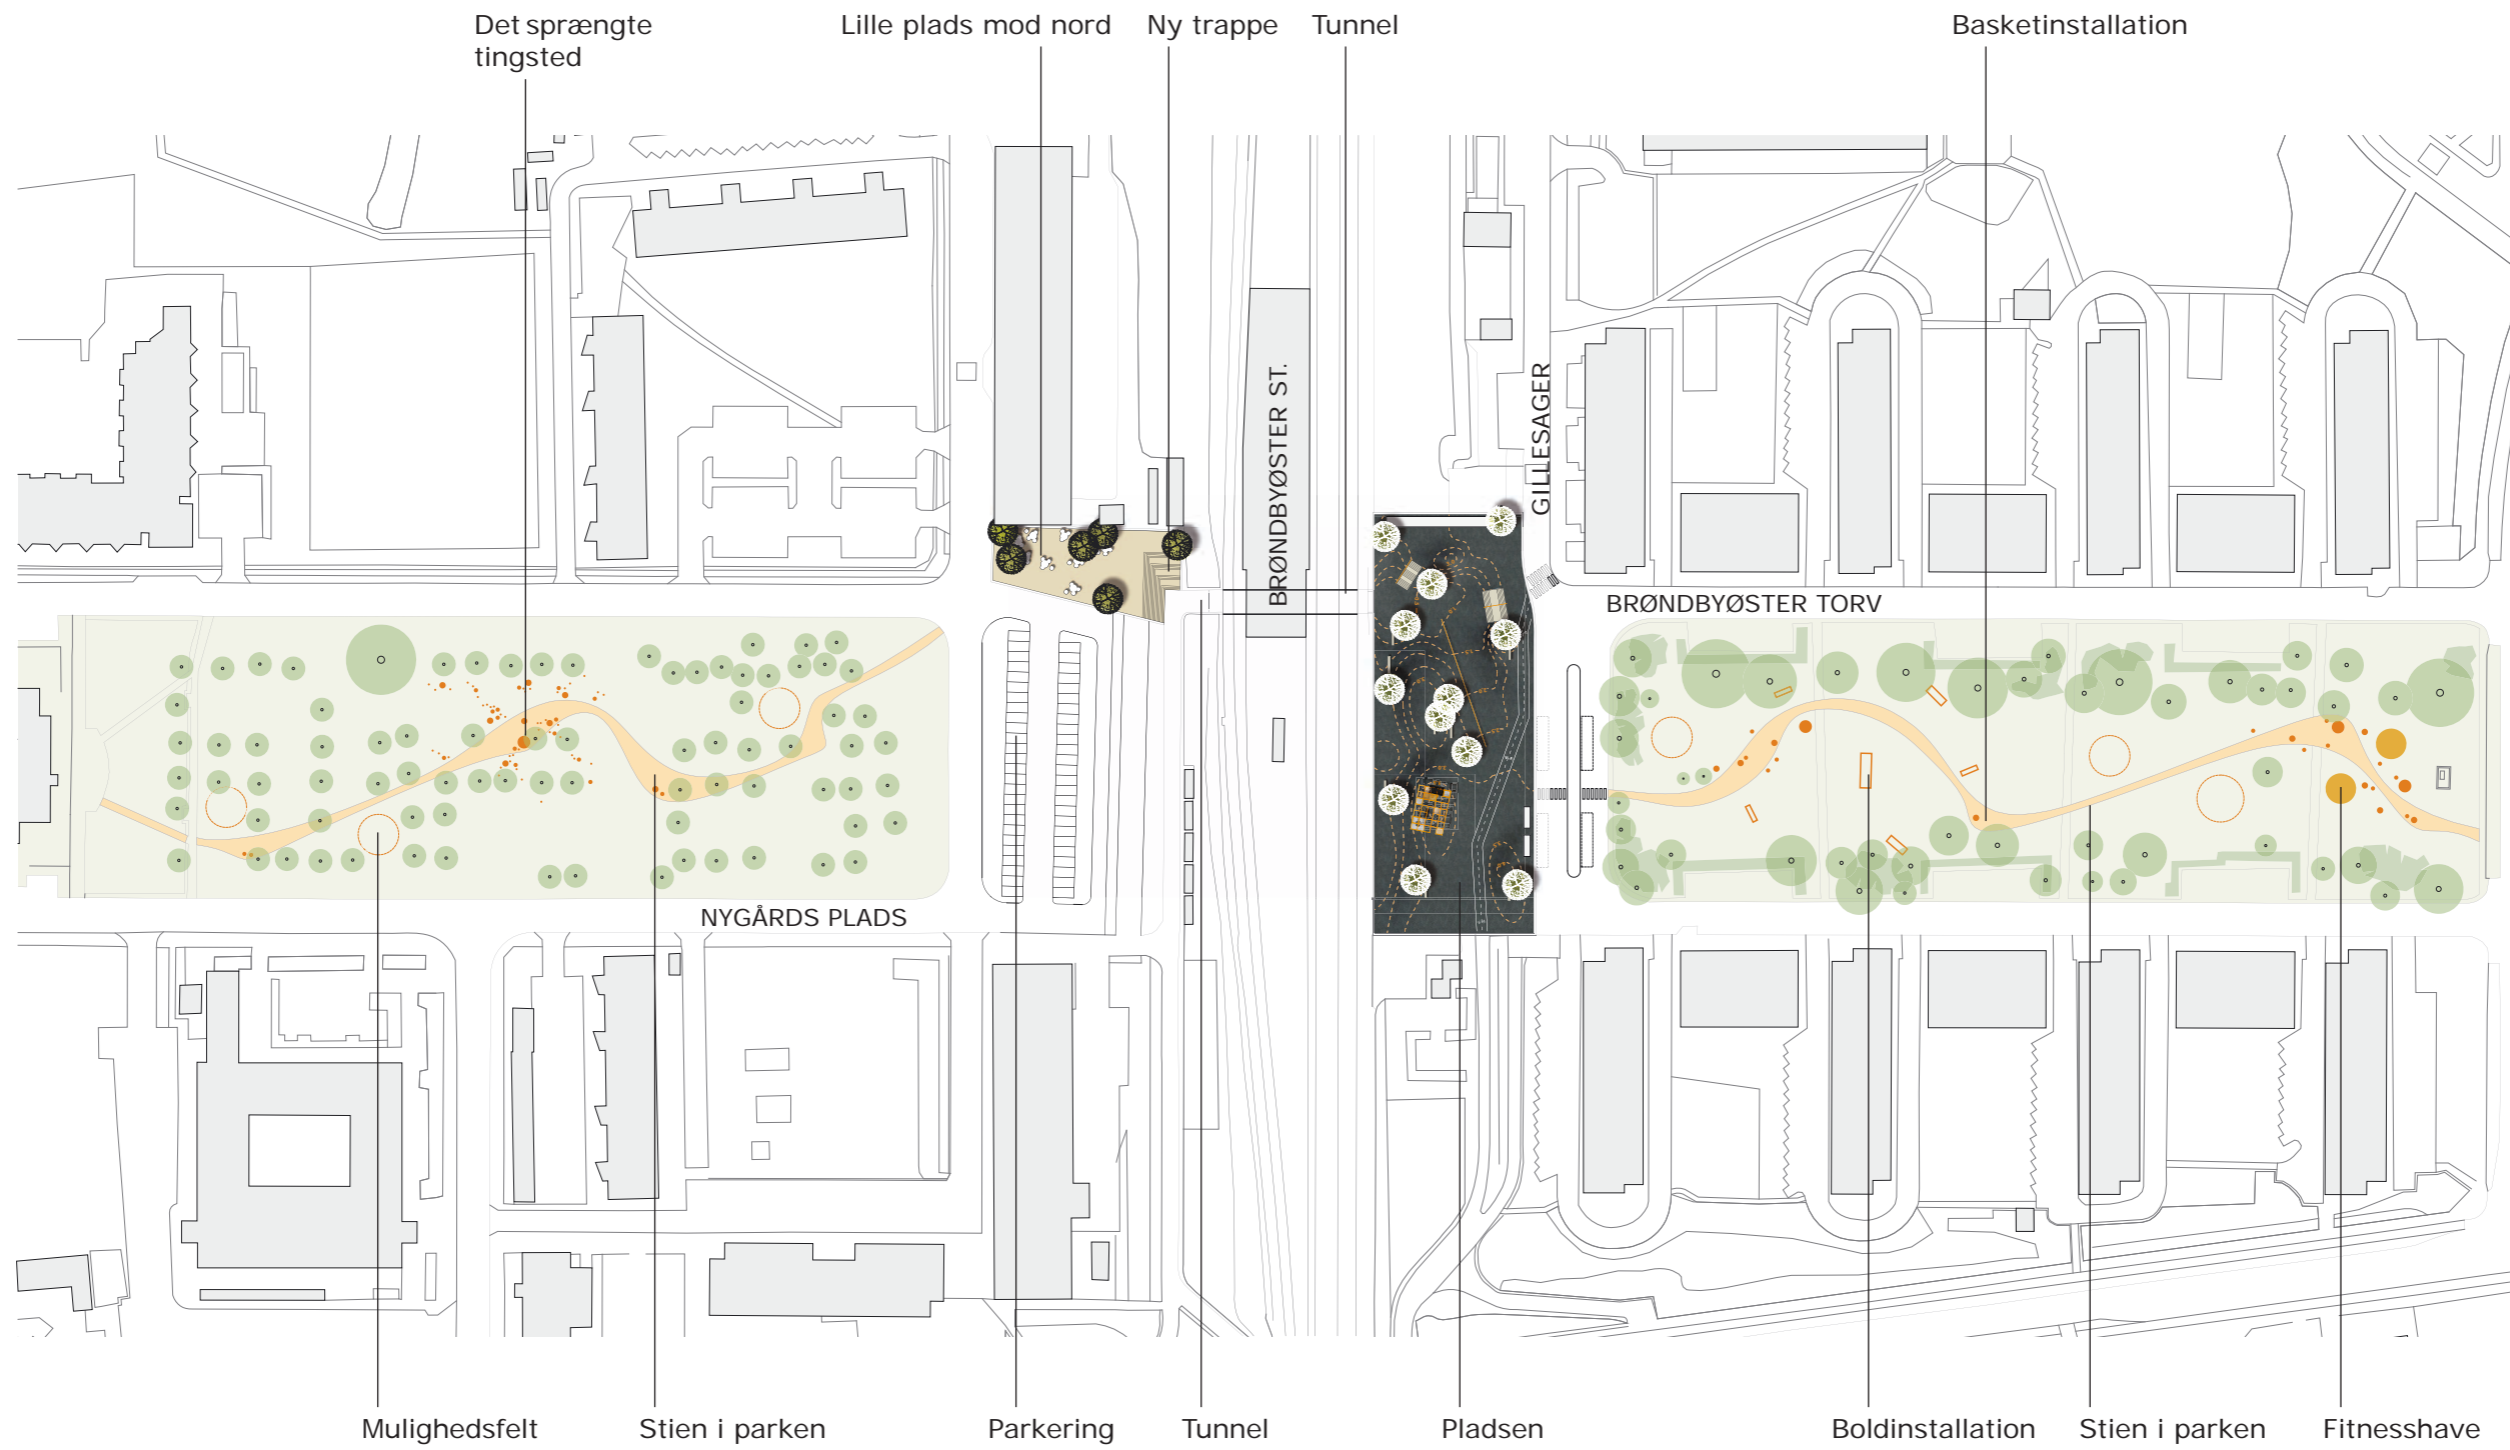 Det sprængte
tingsted
Lille plads mod nord
Ny trappe
Tunnel
Basketinstallation
BRØNDBYØSTER ST.
GILLESAGER
BRØNDBYØSTER TORV
NYGÅRDS PLADS
Mulighedsfelt
Stien i parken
Parkering
Tunnel
Pladsen
Boldinstallation
Stien i parken
Fitnesshave